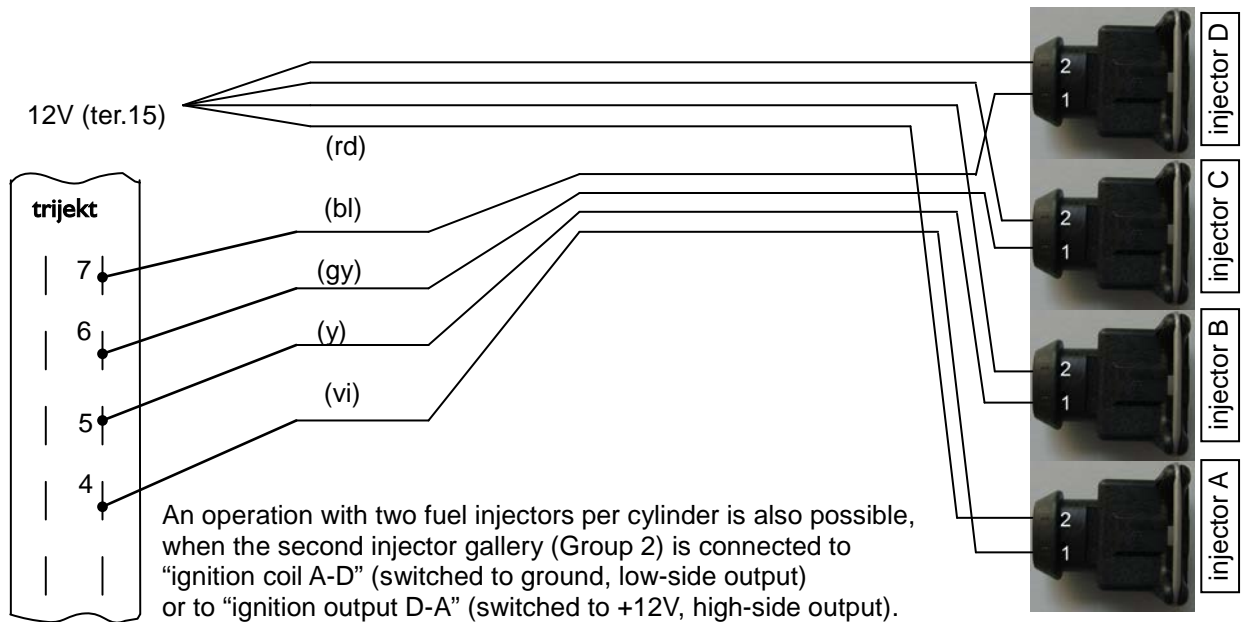 injector D
2
1
12V (ter.15)
(rd)
injector C
2
1
trijekt
(bl)
7
(gy)
6
(y)
injector B
2
1
5
(vi)
4
injector A
2
1
An operation with two fuel injectors per cylinder is also possible,
when the second injector gallery (Group 2) is connected to
“ignition coil A-D” (switched to ground, low-side output)
or to “ignition output D-A” (switched to +12V, high-side output).